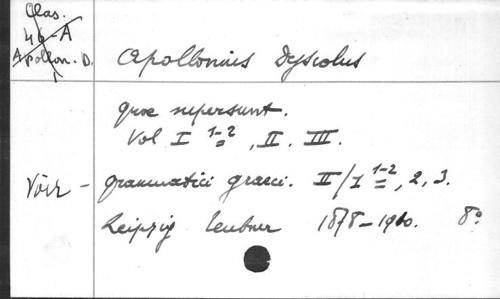 Clas.
46-A
Apollon. D.
1
Apollonius Dyscolus
quae supersunt.
Vol I 1-2, II. III.
Voir - Grammatici graeci. II/I 1-2, 2, 3.
Leipzig Teubner 1878-1910. 8°